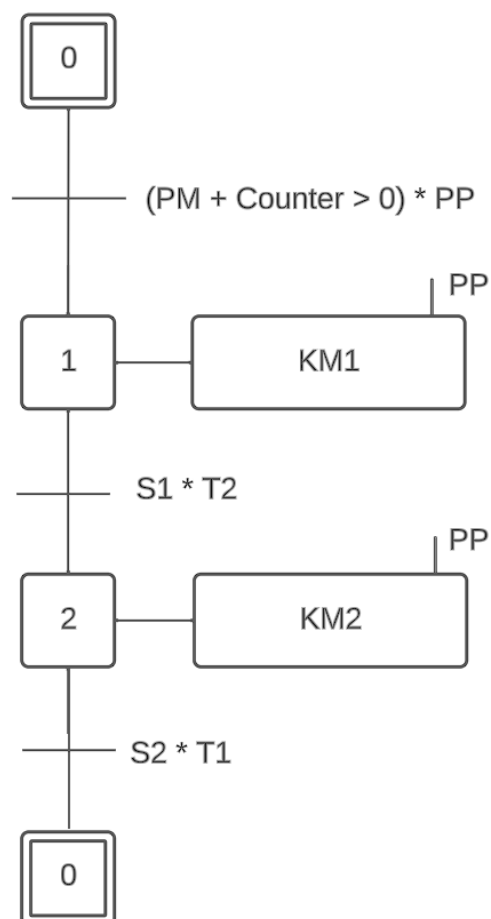 0
(PM + Counter > 0) * PP
PP
1
KM1
S1 * T2
PP
2
KM2
S2 * T1
0